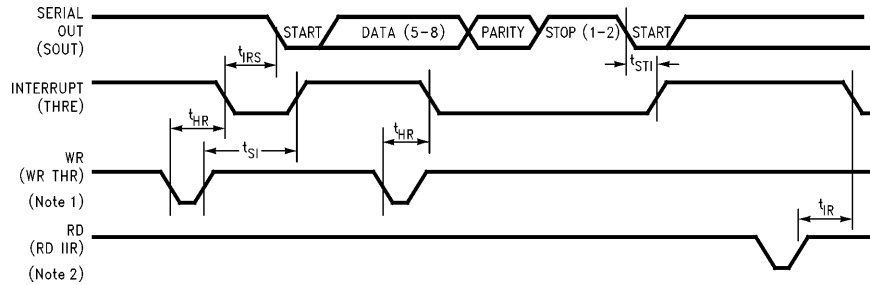 SERIAL
OUT
(SOUT)
START
DATA (5-8)
PARITY
STOP (1-2)
START
tIRS
tSTI
INTERRUPT
(THRE)
tHR
tSI
tHR
WR
(WR THR)
(Note 1)
tIR
RD
(RD IIR)
(Note 2)